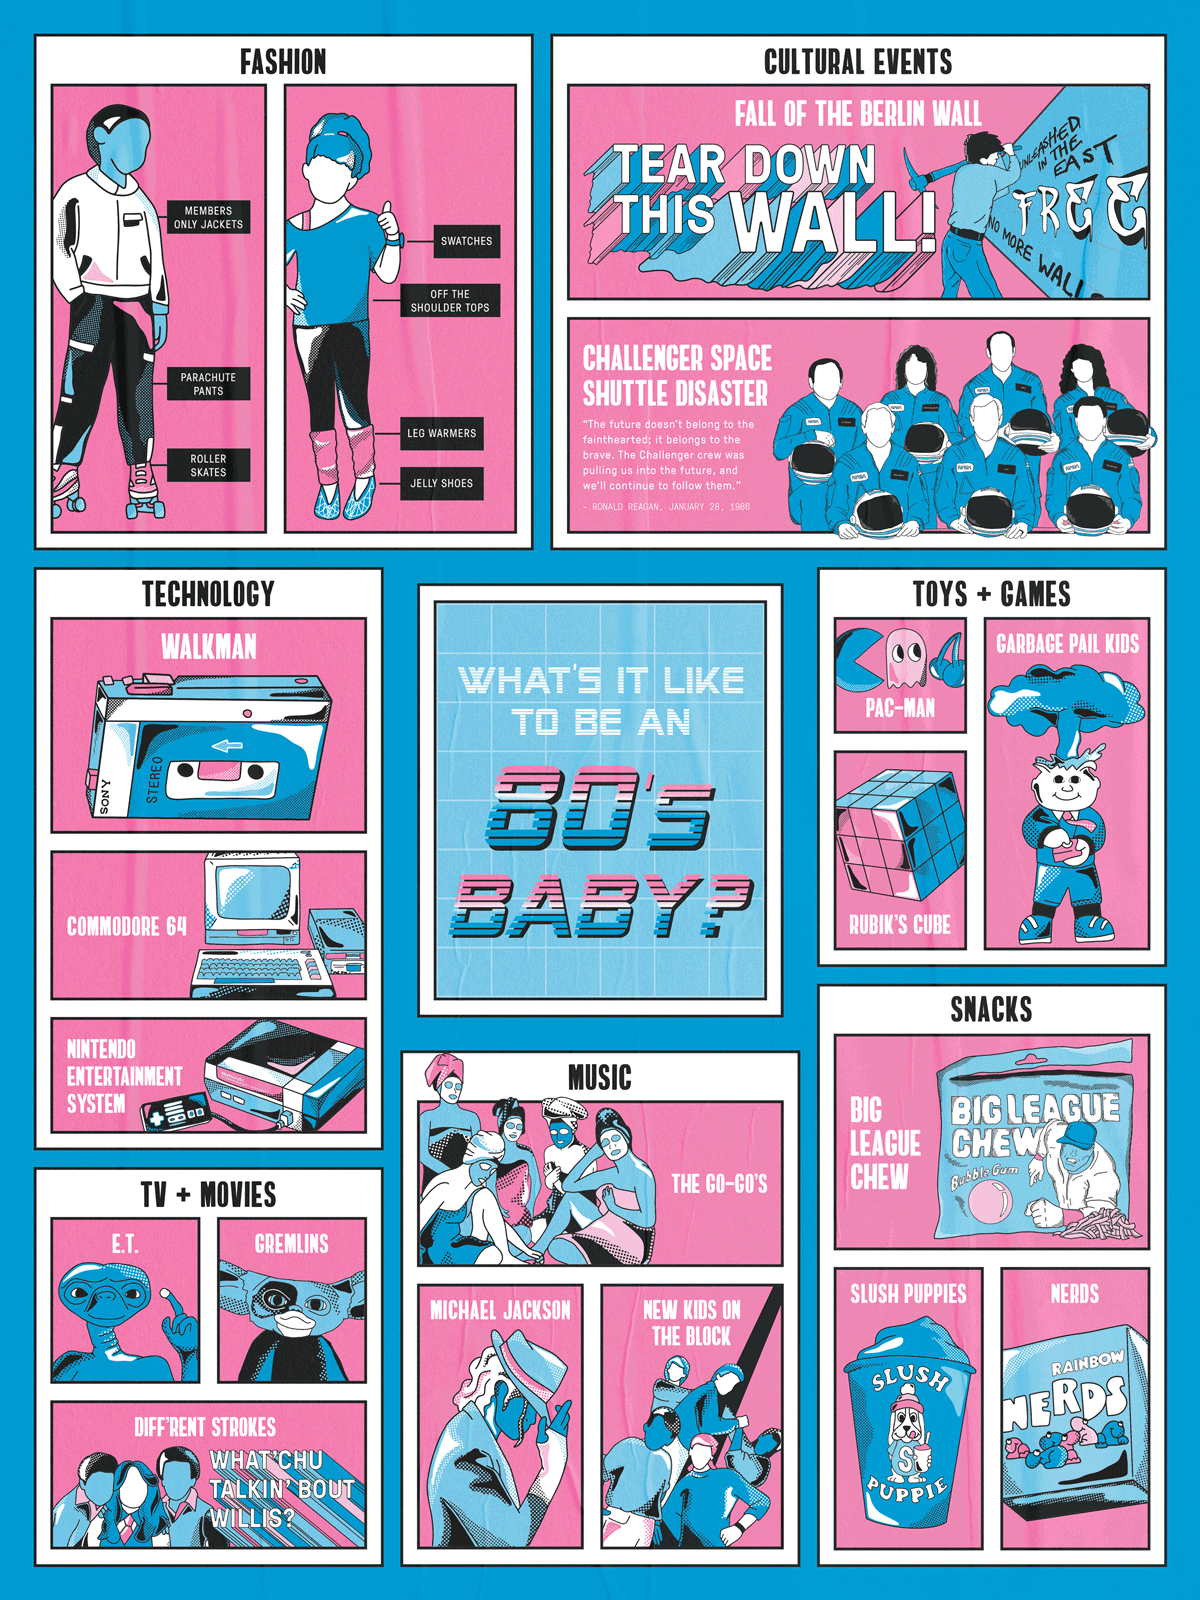 FASHION
MEMBERS
ONLY JACKETS
PARACHUTE
PANTS
ROLLER
SKATES
SWATCHES
OFF THE
SHOULDER TOPS
LEG WARMERS
JELLY SHOES
CULTURAL EVENTS
FALL OF THE BERLIN WALL
TEAR DOWN
THIS WALL!
UNLEASHED
IN THE
EAST
FREE
NO MORE WALLS
CHALLENGER SPACE
SHUTTLE DISASTER
“The future doesn't belong to the
fainthearted; it belongs to the
brave. The Challenger crew was
pulling us into the future, and
we'll continue to follow them.”
- RONALD REAGAN, JANUARY 28, 1986
NASA
NASA
NASA
NASA
NASA
NASA
TECHNOLOGY
WALKMAN
SONY
STEREO
COMMODORE 64
NINTENDO
ENTERTAINMENT
SYSTEM
WHAT'S IT LIKE
TO BE AN
80's
BABY?
TOYS + GAMES
PAC-MAN
RUBIK'S CUBE
GARBAGE PAIL KIDS
TV + MOVIES
E.T.
GREMLINS
DIFF'RENT STROKES
WHAT'CHU
TALKIN' BOUT
WILLIS?
MUSIC
THE GO-GO'S
MICHAEL JACKSON
NEW KIDS ON
THE BLOCK
SNACKS
BIG
LEAGUE
CHEW
BIG LEAGUE
CHEW
Bubble Gum
SLUSH PUPPIES
SLUSH
S
PUPPIE
NERDS
RAINBOW
NERDS